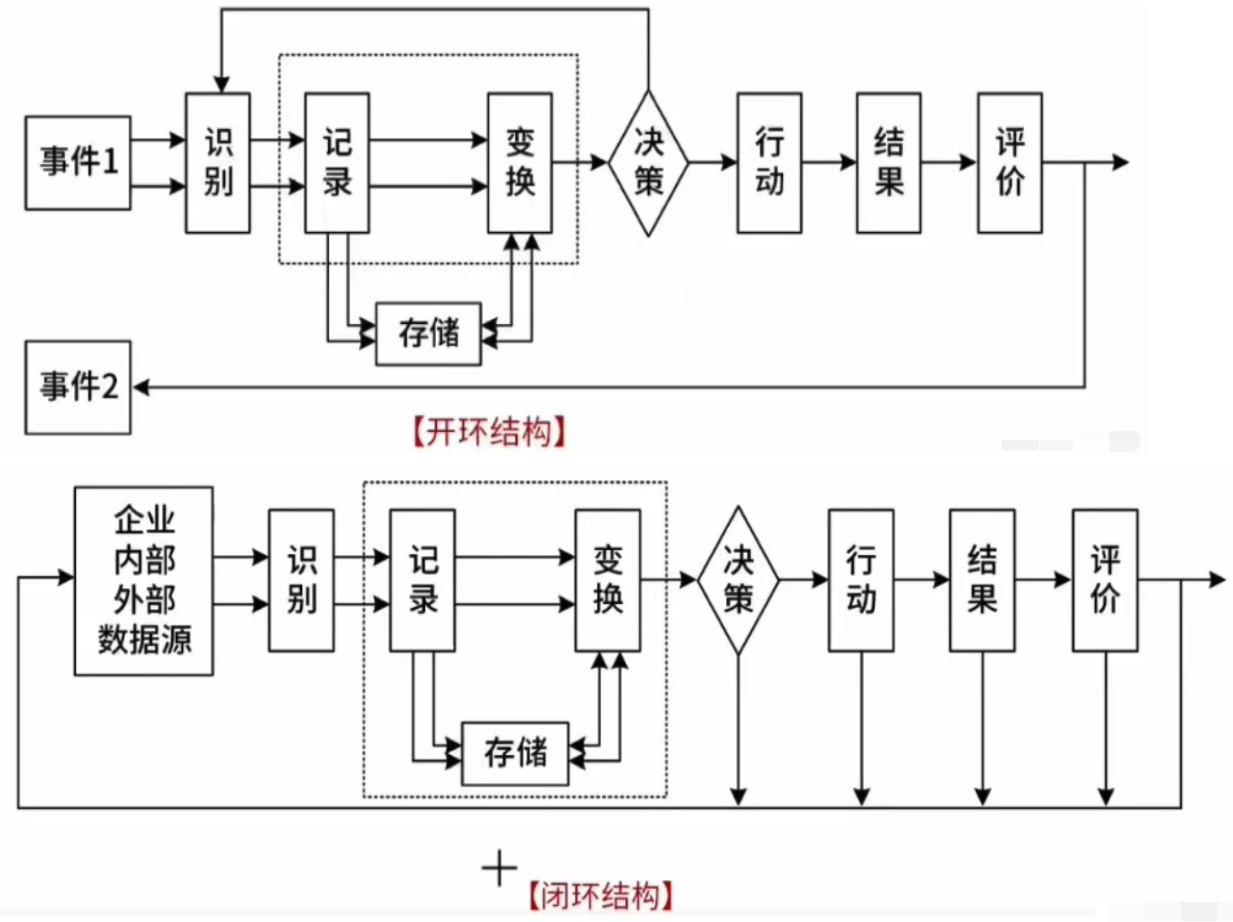 事件1
识别
记录
变换
决策
行动
结果
评价
存储
事件2
【开环结构】
企业
内部
外部
数据源
识别
记录
变换
决策
行动
结果
评价
存储
【闭环结构】